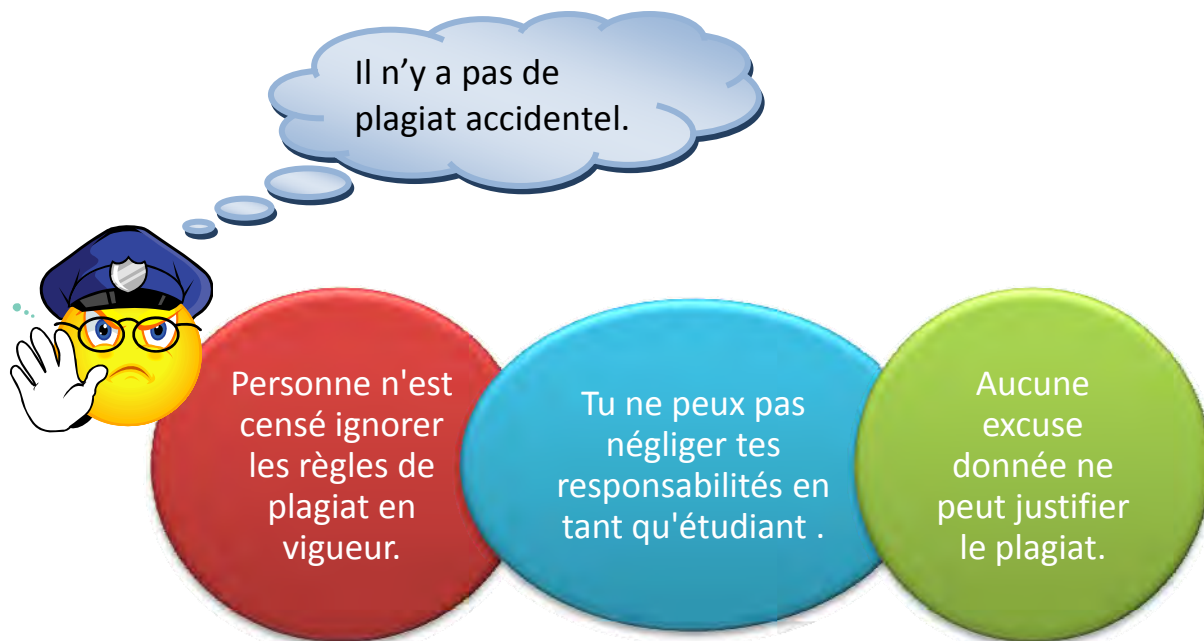 Il n’y a pas de
plagiat accidentel.
Personne n'est
censé ignorer
les règles de
plagiat en
vigueur.
Tu ne peux pas
négliger tes
responsabilités en
tant qu'étudiant .
Aucune
excuse
donnée ne
peut justifier
le plagiat.